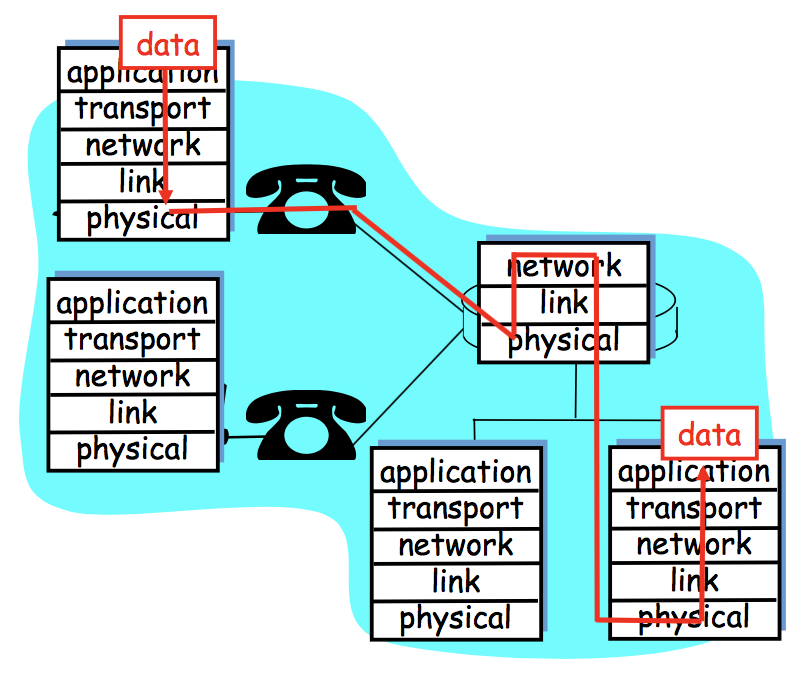 data
application
transport
network
link
physical
application
transport
network
link
physical
network
link
physical
application
transport
network
link
physical
data
application
transport
network
link
physical